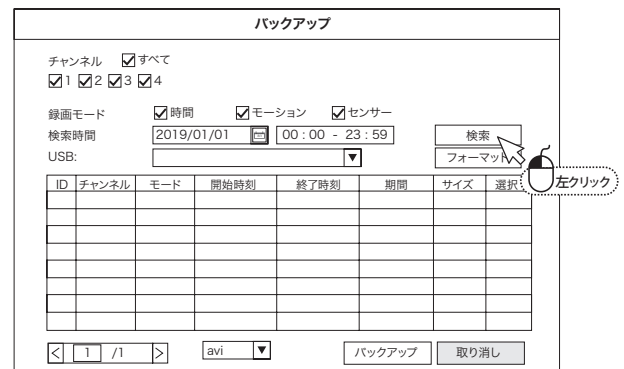 バックアップ
チャンネル すべて
1 2 3 4
録画モード 時間 モーション センサー
検索時間 2019/01/01 00 : 00 - 23 : 59 検索
USB: フォーマット
左クリック
ID チャンネル モード 開始時刻 終了時刻 期間 サイズ 選択
< 1 /1 > avi バックアップ 取り消し